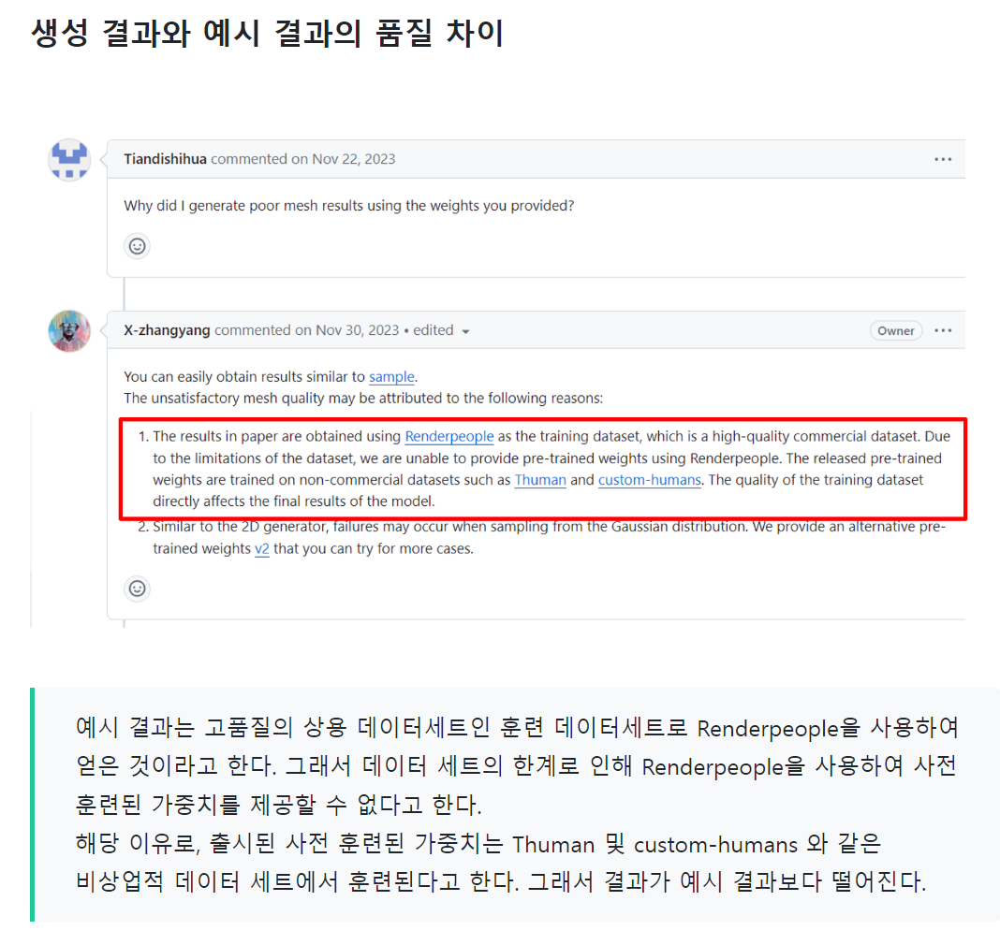 생성 결과와 예시 결과의 품질 차이
Tiandishihua commented on Nov 22, 2023
Why did I generate poor mesh results using the weights you provided?
X-zhangyang commented on Nov 30, 2023 • edited
Owner
You can easily obtain results similar to sample.
The unsatisfactory mesh quality may be attributed to the following reasons:
1. The results in paper are obtained using Renderpeople as the training dataset, which is a high-quality commercial dataset. Due
to the limitations of the dataset, we are unable to provide pre-trained weights using Renderpeople. The released pre-trained
weights are trained on non-commercial datasets such as Thuman and custom-humans. The quality of the training dataset
directly affects the final results of the model.
2. Similar to the 2D generator, failures may occur when sampling from the Gaussian distribution. We provide an alternative pre-
trained weights v2 that you can try for more cases.
예시 결과는 고품질의 상용 데이터세트인 훈련 데이터세트로 Renderpeople을 사용하여
얻은 것이라고 한다. 그래서 데이터 세트의 한계로 인해 Renderpeople을 사용하여 사전
훈련된 가중치를 제공할 수 없다고 한다.
해당 이유로, 출시된 사전 훈련된 가중치는 Thuman 및 custom-humans 와 같은
비상업적 데이터 세트에서 훈련된다고 한다. 그래서 결과가 예시 결과보다 떨어진다.